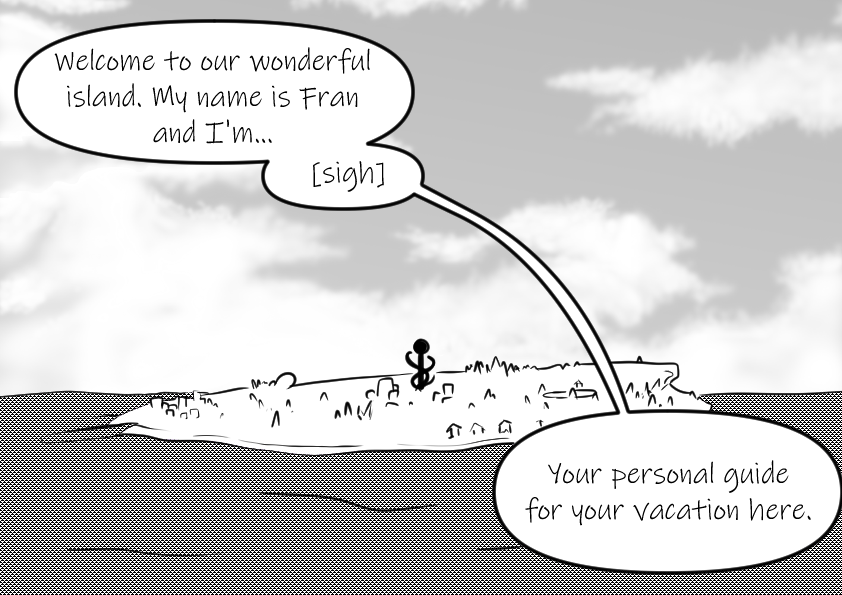 Welcome to our wonderful
island. My name is Fran
and I'm...
[sigh]
Your personal guide
for your vacation here.